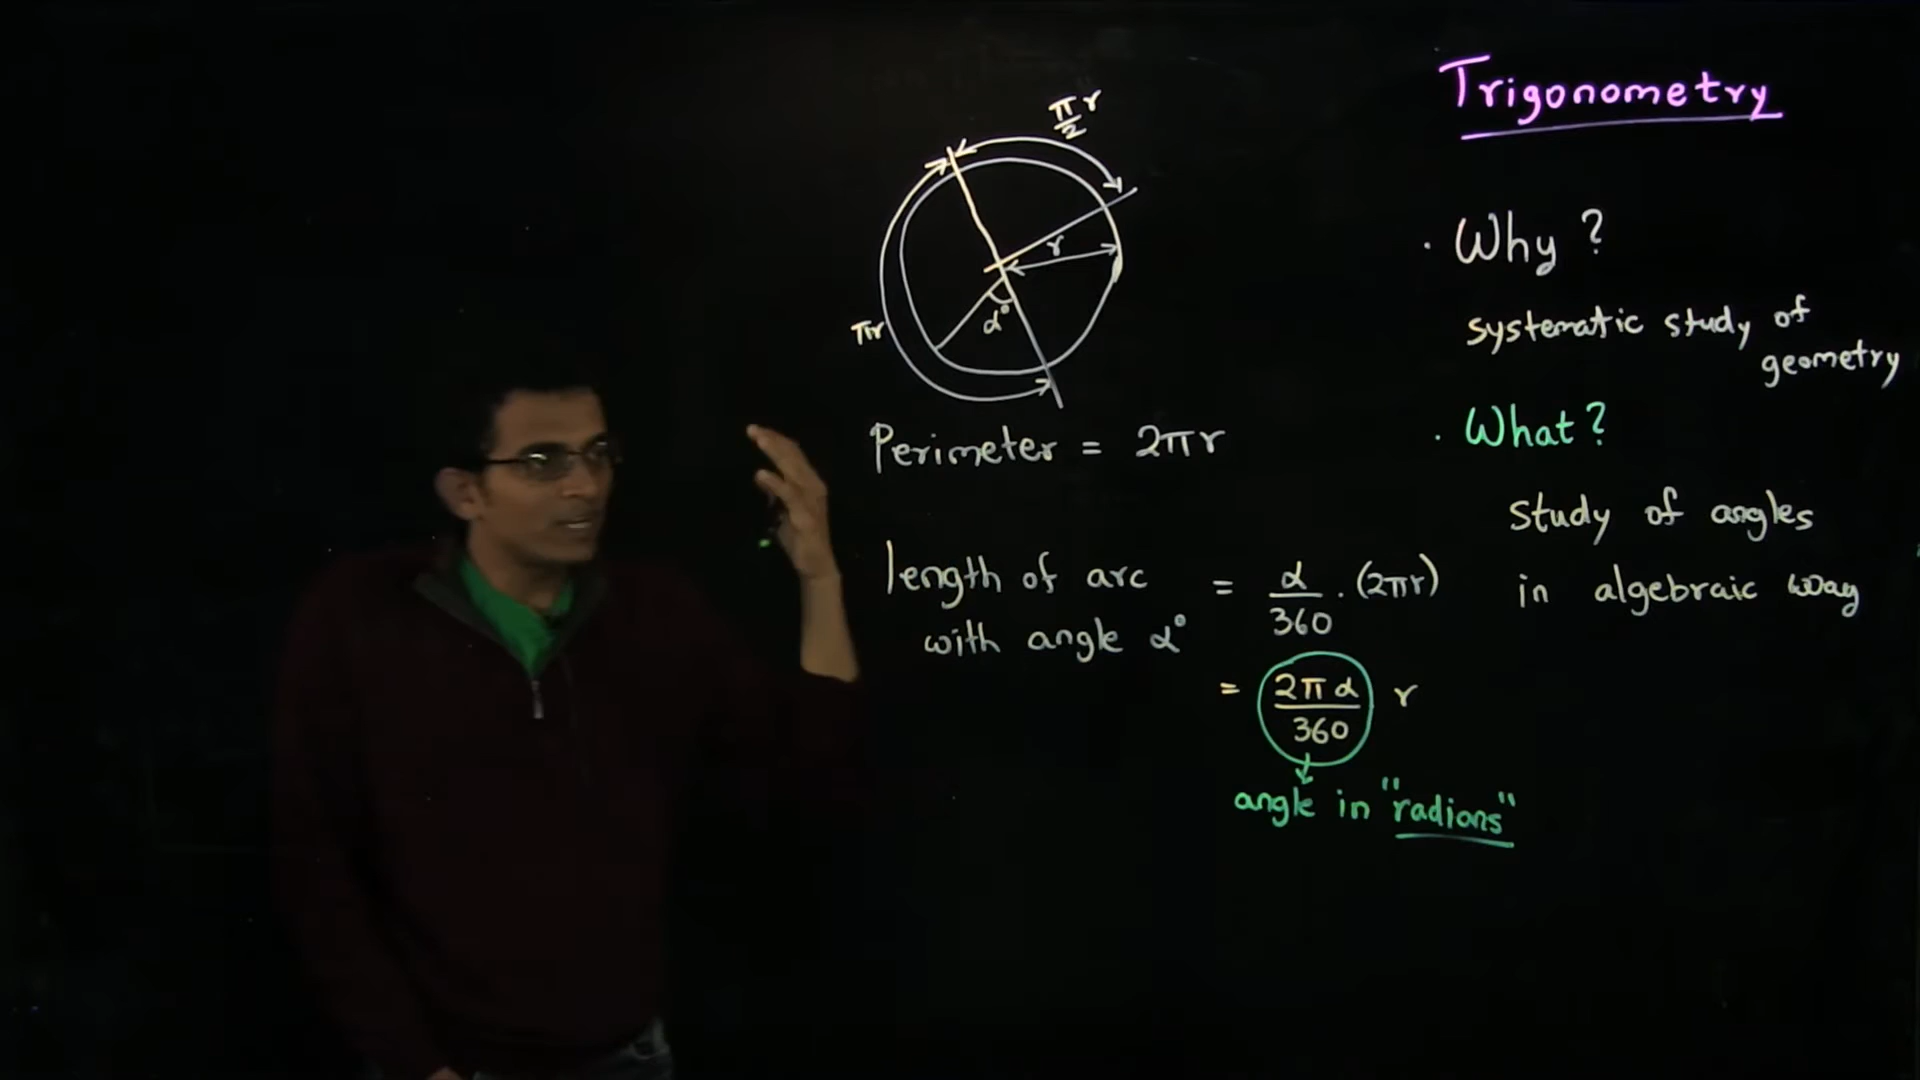 Trigonometry
π/2 r
r
α°
πr
Perimeter = 2πr
length of arc
with angle α°
= α/360 . (2πr)
= 2πα/360 r
angle in "radians"
. Why?
systematic study of
geometry
. What?
study of angles
in algebraic way